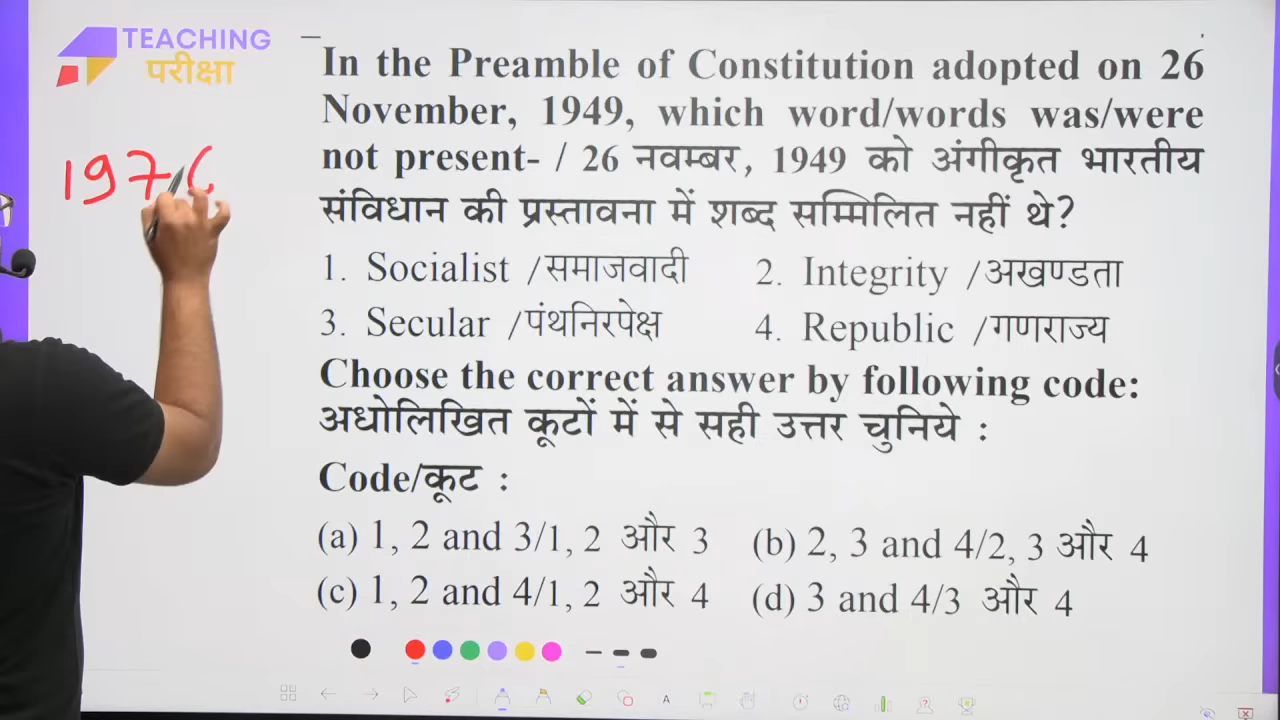 TEACHING
परीक्षा
In the Preamble of Constitution adopted on 26
November, 1949, which word/words was/were
not present- / 26 नवम्बर, 1949 को अंगीकृत भारतीय
संविधान की प्रस्तावना में शब्द सम्मिलित नहीं थे?
197
1. Socialist /समाजवादी 2. Integrity /अखण्डता
3. Secular /पंथनिरपेक्ष 4. Republic /गणराज्य
Choose the correct answer by following code:
अधोलिखित कूटों में से सही उत्तर चुनिये :
Code/कूट :
(a) 1, 2 and 3/1, 2 और 3 (b) 2, 3 and 4/2, 3 और 4
(c) 1, 2 and 4/1, 2 और 4 (d) 3 and 4/3 और 4
A